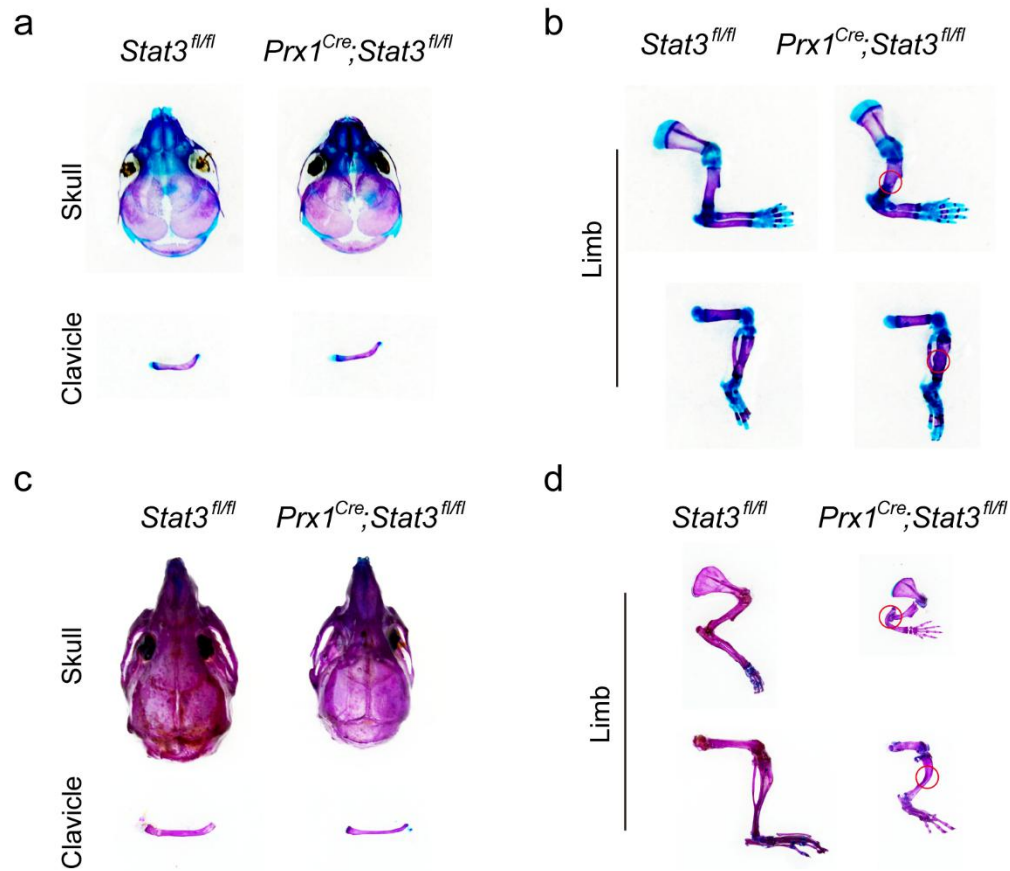 a
Stat3fl/fl
Prx1Cre;Stat3fl/fl
Skull
Clavicle
b
Stat3fl/fl
Prx1Cre;Stat3fl/fl
Limb
c
Stat3fl/fl
Prx1Cre;Stat3fl/fl
Skull
Clavicle
d
Stat3fl/fl
Prx1Cre;Stat3fl/fl
Limb